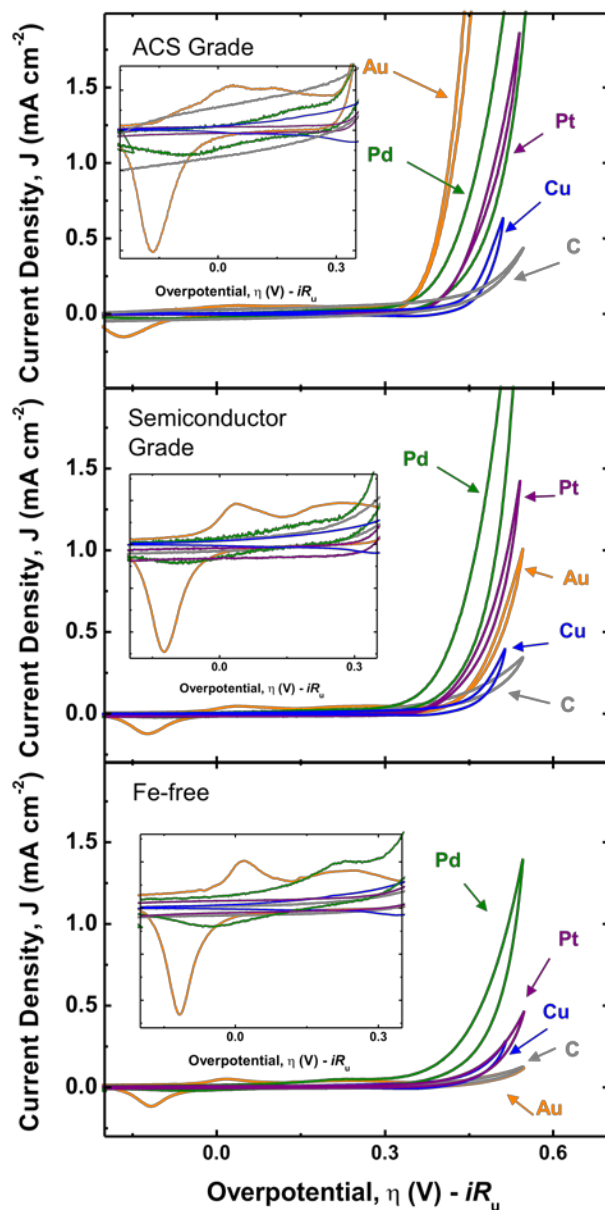 ACS Grade
Au
Pd
Pt
Cu
C
0.0
0.3
Overpotential, η (V) - iRᵤ
1.5
1.0
0.5
0.0
Current Density, J (mA cm⁻²)
Semiconductor
Grade
Pd
Pt
Au
Cu
C
0.0
0.3
Overpotential, η (V) - iRᵤ
1.5
1.0
0.5
0.0
Current Density, J (mA cm⁻²)
Fe-free
Pd
Pt
Cu
C
Au
0.0
0.3
Overpotential, η (V) - iRᵤ
1.5
1.0
0.5
0.0
Current Density, J (mA cm⁻²)
0.0
0.3
0.6
Overpotential, η (V) - iRᵤ